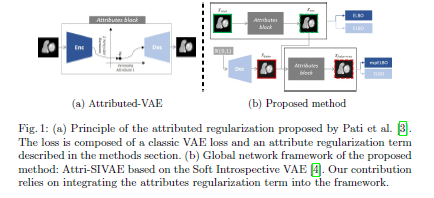 Attributes block
Enc
Dec
Attribute 1
Attributes
block
ELBO
Dec
Attributes
block
expELBO
(a) Attributed-VAE
(b) Proposed method
Fig. 1: (a) Principle of the attributed regularization proposed by Pati et al. [3].
The loss is composed of a classic VAE loss and an attribute regularization term
described in the methods section. (b) Global network framework of the proposed
method: Attri-SIVAE based on the Soft Introspective VAE [4]. Our contribution
relies on integrating the attributes regularization term into the framework.